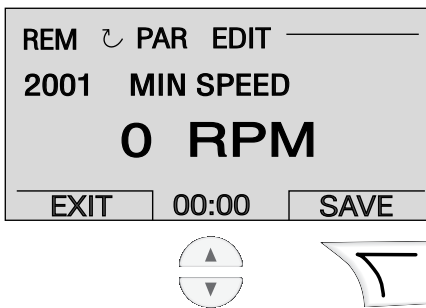 REM ↻ PAR EDIT
2001 MIN SPEED
0 RPM
EXIT 00:00 SAVE